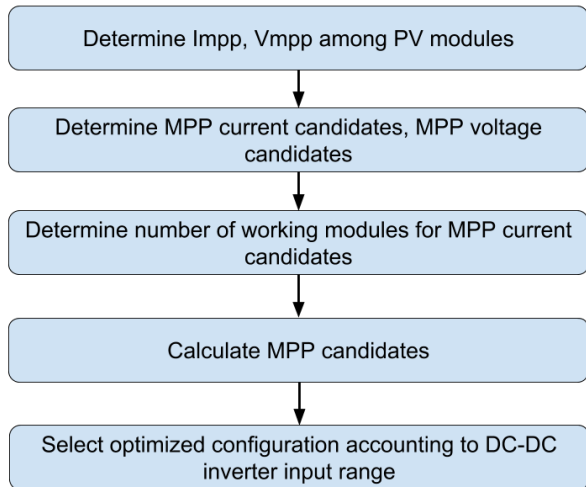 Determine Impp, Vmpp among PV modules
Determine MPP current candidates, MPP voltage
candidates
Determine number of working modules for MPP current
candidates
Calculate MPP candidates
Select optimized configuration accounting to DC-DC
inverter input range